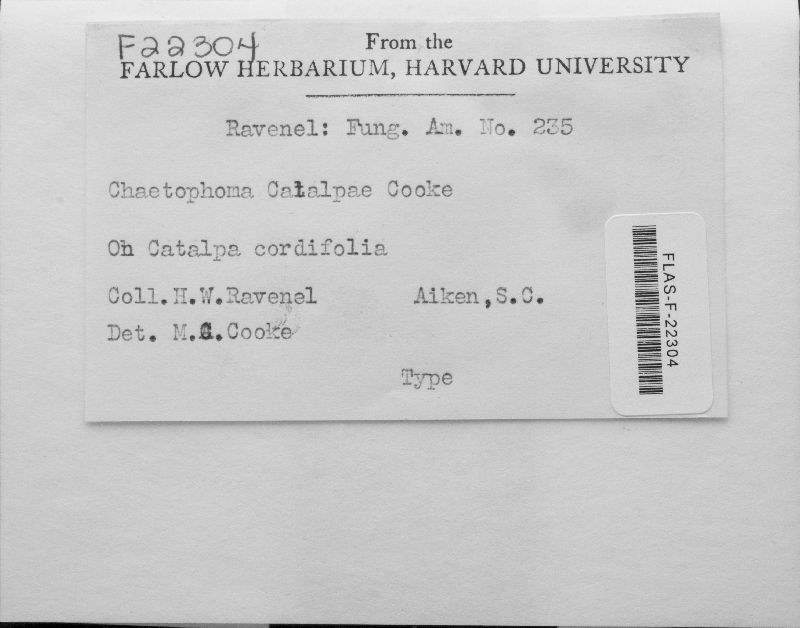 F22304
From the
FARLOW HERBARIUM, HARVARD UNIVERSITY
Ravenel: Fung. Am. No. 235
Chaetophoma Catalpae Cooke
On Catalpa cordifolia
Coll.H.W.Ravenel Aiken,S.C.
Det. M.C.Cooke
Type
FLAS-F-22304